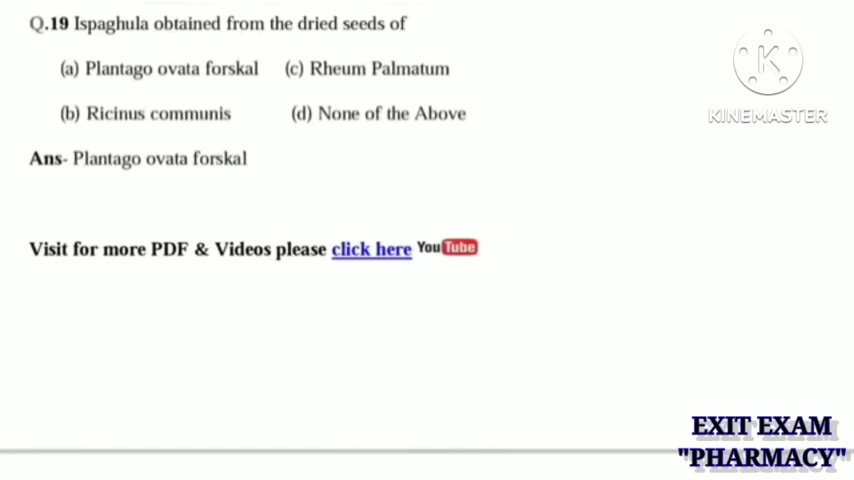 Q.19 Ispaghula obtained from the dried seeds of
(a) Plantago ovata forskal (c) Rheum Palmatum
(b) Ricinus communis (d) None of the Above
Ans- Plantago ovata forskal
Visit for more PDF & Videos please click here YouTube
K
KINEMASTER
EXIT EXAM
"PHARMACY"